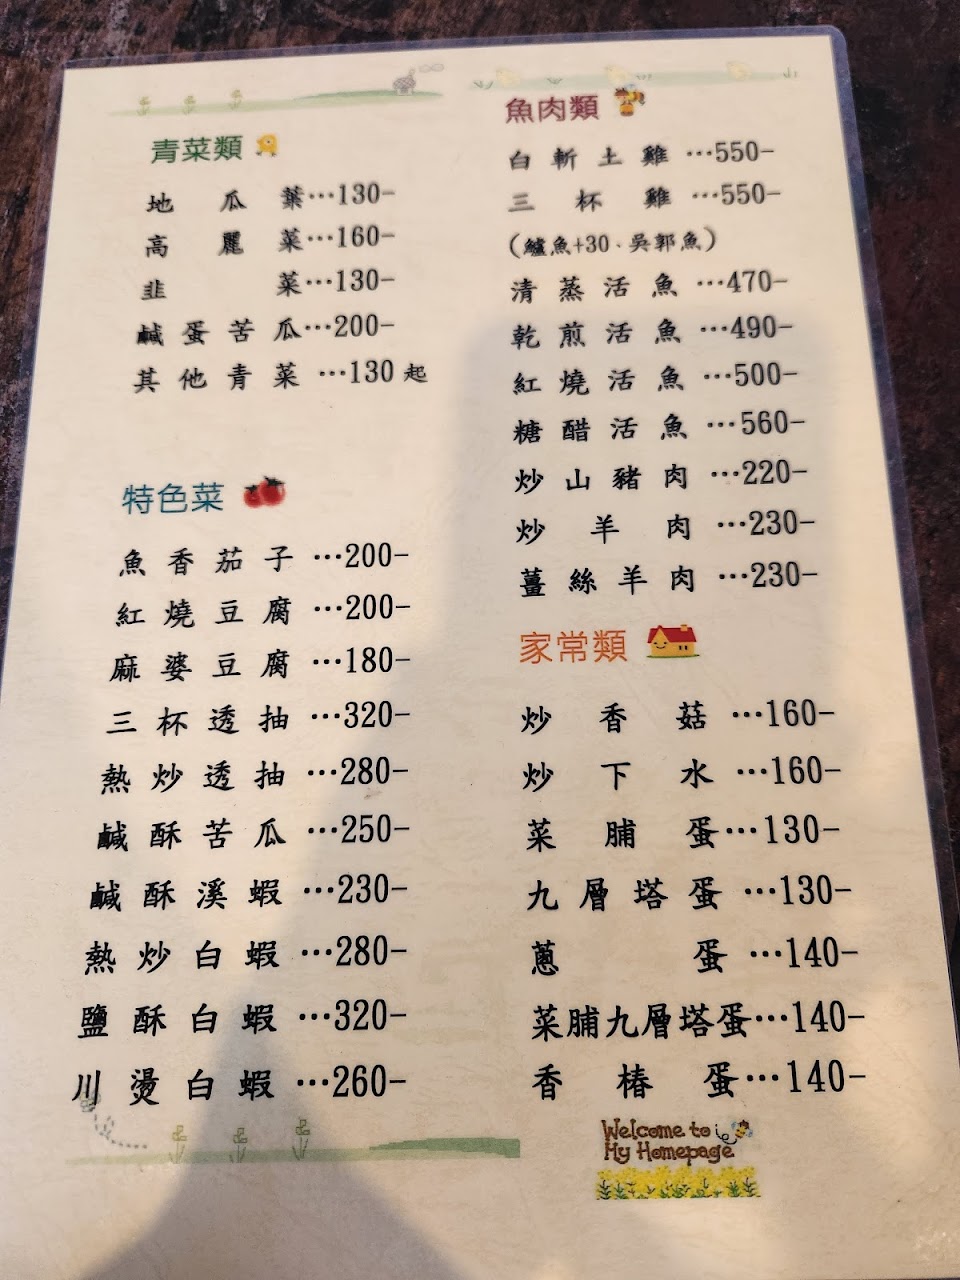 青菜類
地瓜葉…130-
高麗菜…160-
韭菜…130-
鹹蛋苦瓜…200-
其他青菜…130起
特色菜
魚香茄子…200-
紅燒豆腐…200-
麻婆豆腐…180-
三杯透抽…320-
熱炒透抽…280-
鹹酥苦瓜…250-
鹹酥溪蝦…230-
熱炒白蝦…280-
鹽酥白蝦…320-
川燙白蝦…260-
魚肉類
白斬土雞…550-
三杯雞…550-
(鱸魚+30、吳郭魚)
清蒸活魚…470-
乾煎活魚…490-
紅燒活魚…500-
糖醋活魚…560-
炒山豬肉…220-
炒羊肉…230-
薑絲羊肉…230-
家常類
炒香菇…160-
炒下水…160-
菜脯蛋…130-
九層塔蛋…130-
蔥蛋…140-
菜脯九層塔蛋…140-
香椿蛋…140-
Welcome to
My Homepage